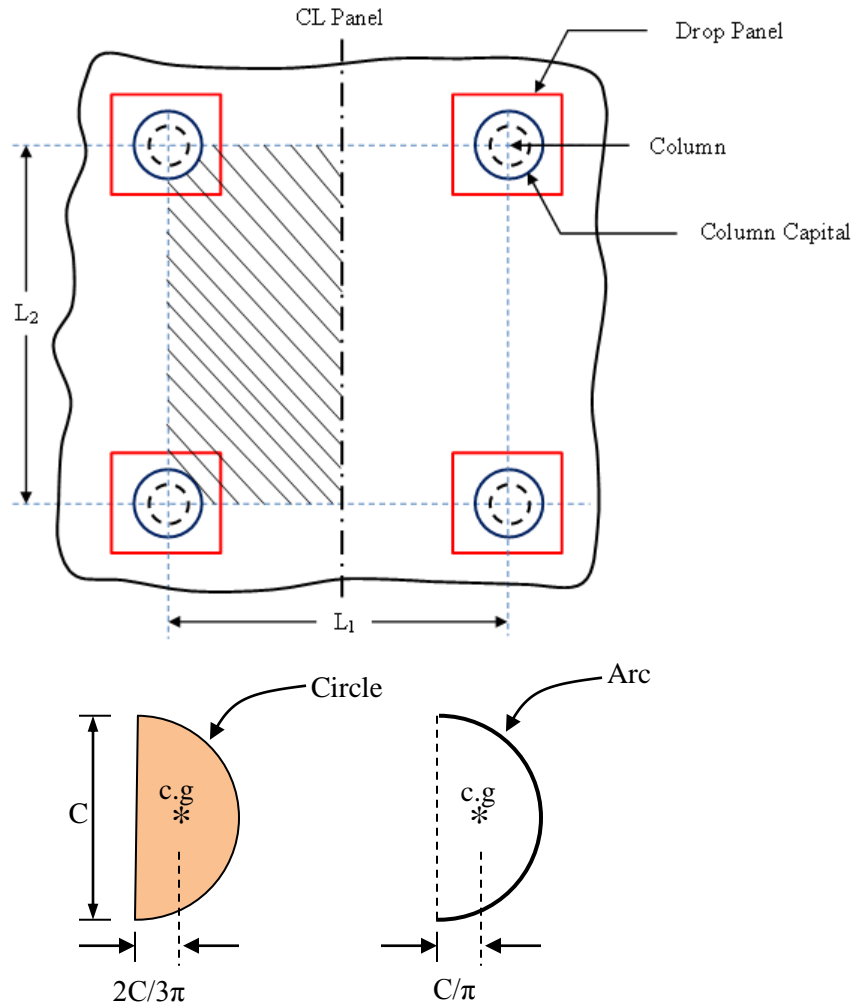 CL Panel
Drop Panel
Column
Column Capital
L₂
L₁
Circle
Arc
c.g
*
c.g
*
C
2C/3π
C/π